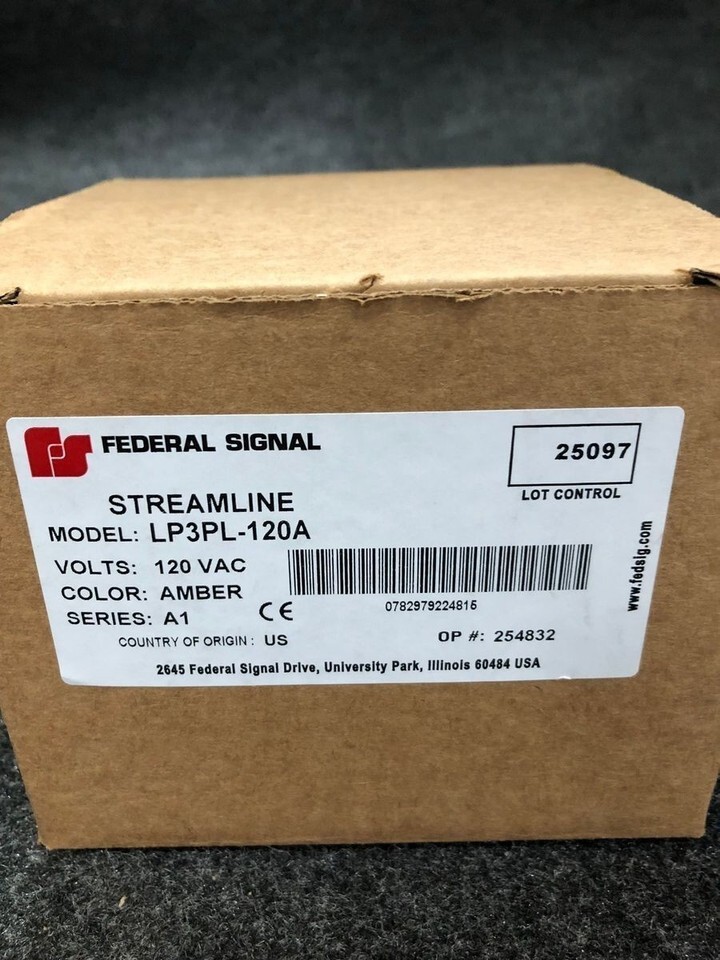 FEDERAL SIGNAL
25097
LOT CONTROL
STREAMLINE
MODEL: LP3PL-120A
VOLTS: 120 VAC
COLOR: AMBER
SERIES: A1 CE
0782979224815
COUNTRY OF ORIGIN: US
OP #: 254832
2645 Federal Signal Drive, University Park, Illinois 60484 USA
www.fedsig.com